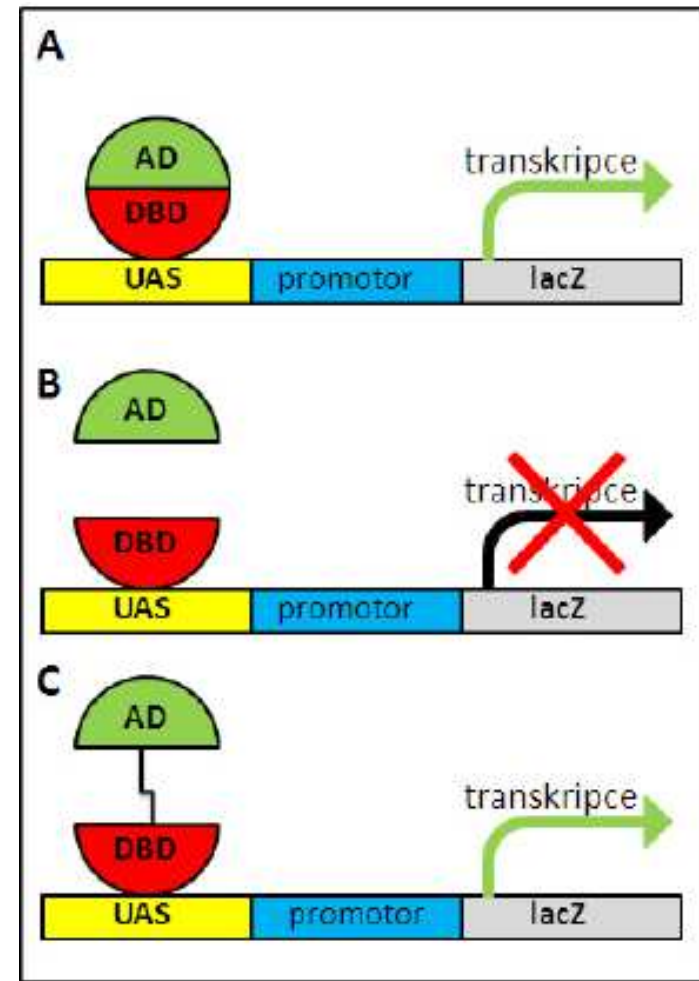 A
AD
transkripce
DBD
UAS promotor lacZ
B
AD
transkripce
DBD
UAS promotor lacZ
C
AD
transkripce
DBD
UAS promotor lacZ